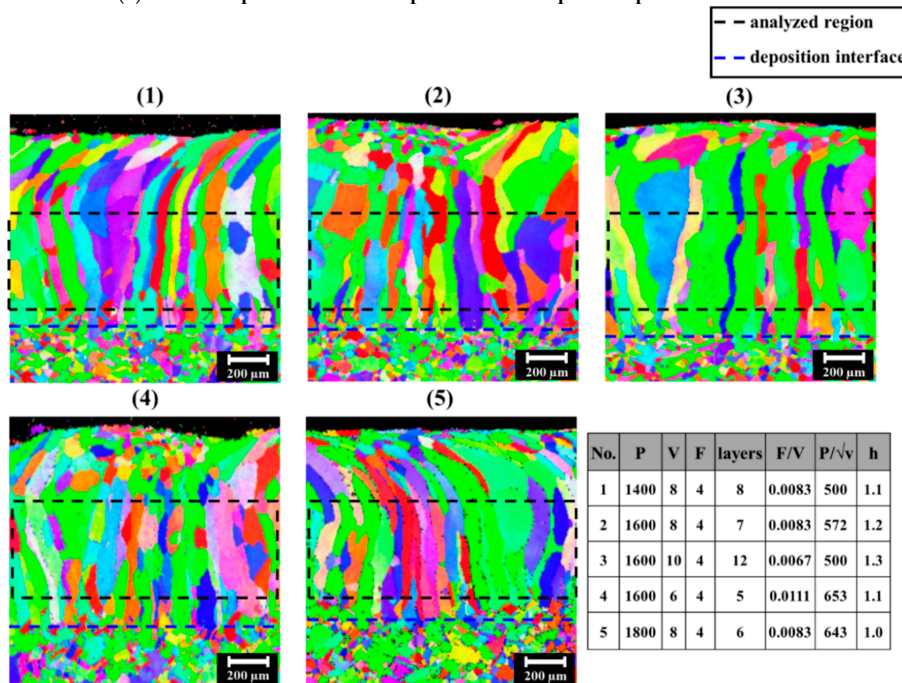 analyzed region
deposition interface
(1) (2) (3)
200 µm 200 µm 200 µm
(4) (5)
200 µm 200 µm
No. P V F layers F/V P/√v h
1 1400 8 4 8 0.0083 500 1.1
2 1600 8 4 7 0.0083 572 1.2
3 1600 10 4 12 0.0067 500 1.3
4 1600 6 4 5 0.0111 653 1.1
5 1800 8 4 6 0.0083 643 1.0